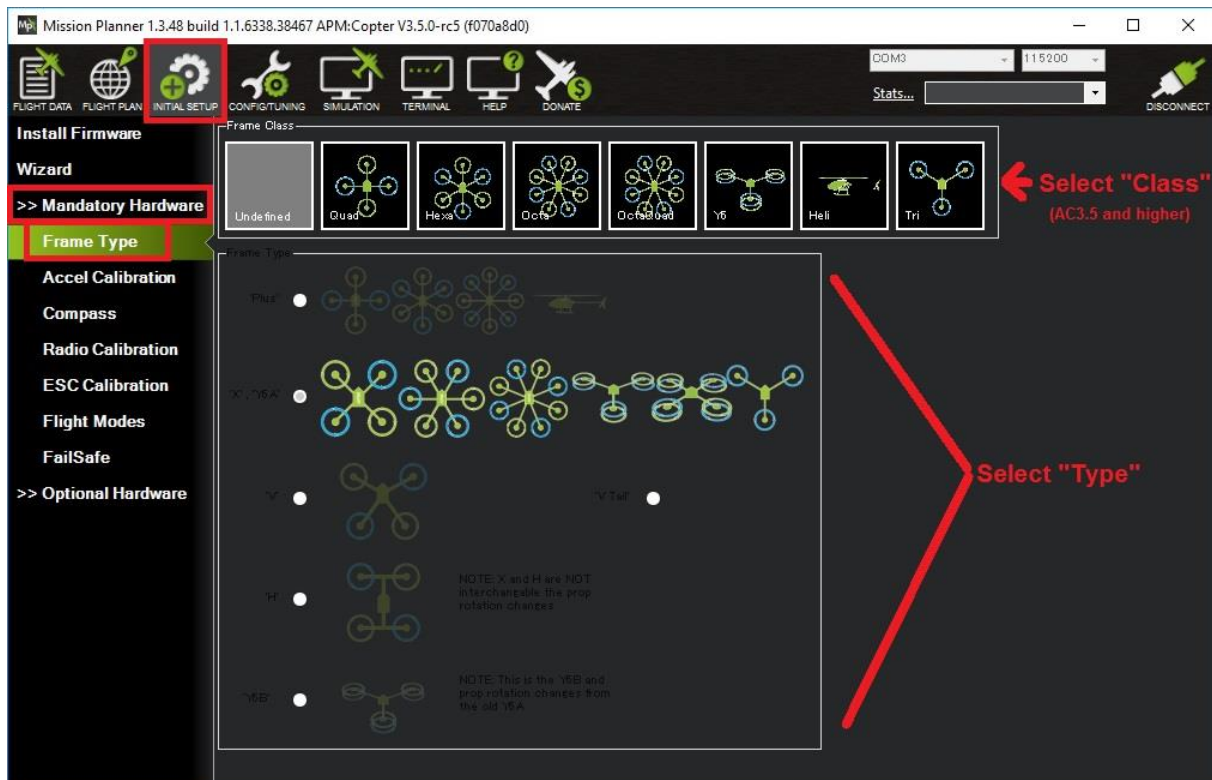 Mission Planner 1.3.48 build 1.1.6338.38467 APM:Copter V3.5.0-rc5 (f070a8d0)
FLIGHT DATA
FLIGHT PLAN
INITIAL SETUP
CONFIG/TUNING
SIMULATION
TERMINAL
HELP
DONATE
COM3
115200
Stats...
DISCONNECT
Install Firmware
Wizard
>> Mandatory Hardware
Frame Type
Accel Calibration
Compass
Radio Calibration
ESC Calibration
Flight Modes
FailSafe
>> Optional Hardware
Frame Class
Undefined
Quad
Hexa
Octa
OctaQuad
Y6
Heli
Tri
Select "Class"
(AC3.5 and higher)
Frame Type
'Plus'
'X', 'Y6A'
'V'
'V Tail'
'H'
NOTE: X and H are NOT
interchangable the prop
rotation changes
'Y6B'
NOTE: This is the Y6B and
prop rotation changes from
the old Y6A
Select "Type"